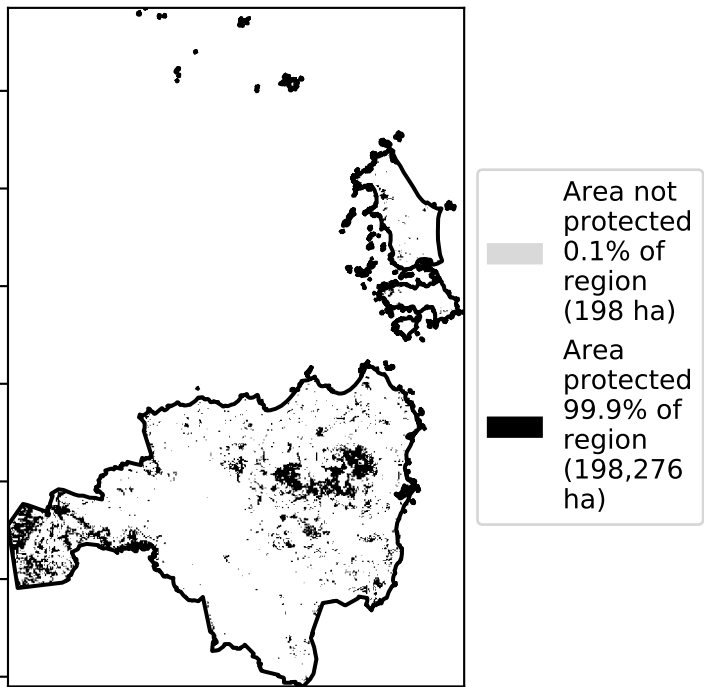 Area not
protected
0.1% of
region
(198 ha)
Area
protected
99.9% of
region
(198,276
ha)